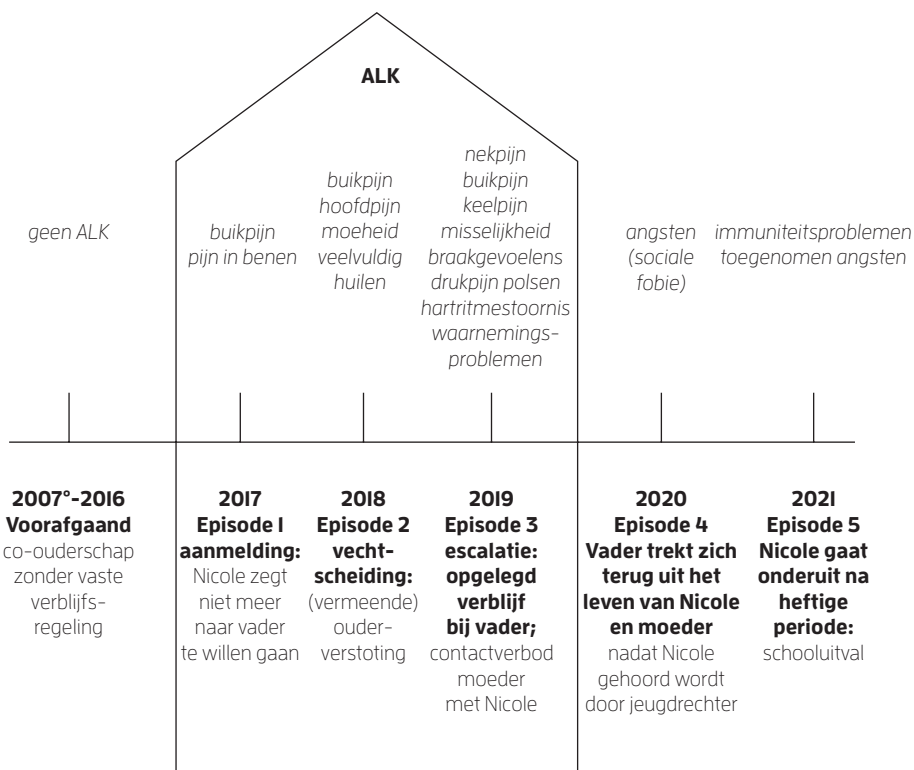 ALK
geen ALK
buikpijn
pijn in benen
buikpijn
hoofdpijn
moeheid
veelvuldig
huilen
nekpijn
buikpijn
keelpijn
misselijkheid
braakgevoelens
drukpijn polsen
hartritmestoornis
waarnemings-
problemen
angsten
(sociale
fobie)
immuniteitsproblemen
toegenomen angsten
2007°-2016
Voorafgaand
co-ouderschap
zonder vaste
verblijfs-
regeling
2017
Episode 1
aanmelding:
Nicole zegt
niet meer
naar vader
te willen gaan
2018
Episode 2
vecht-
scheiding:
(vermeende)
ouder-
verstoting
2019
Episode 3
escalatie:
opgelegd
verblijf
bij vader;
contactverbod
moeder
met Nicole
2020
Episode 4
Vader trekt zich
terug uit het
leven van Nicole
en moeder
nadat Nicole
gehoord wordt
door jeugdrechter
2021
Episode 5
Nicole gaat
onderuit na
heftige
periode:
schooluitval